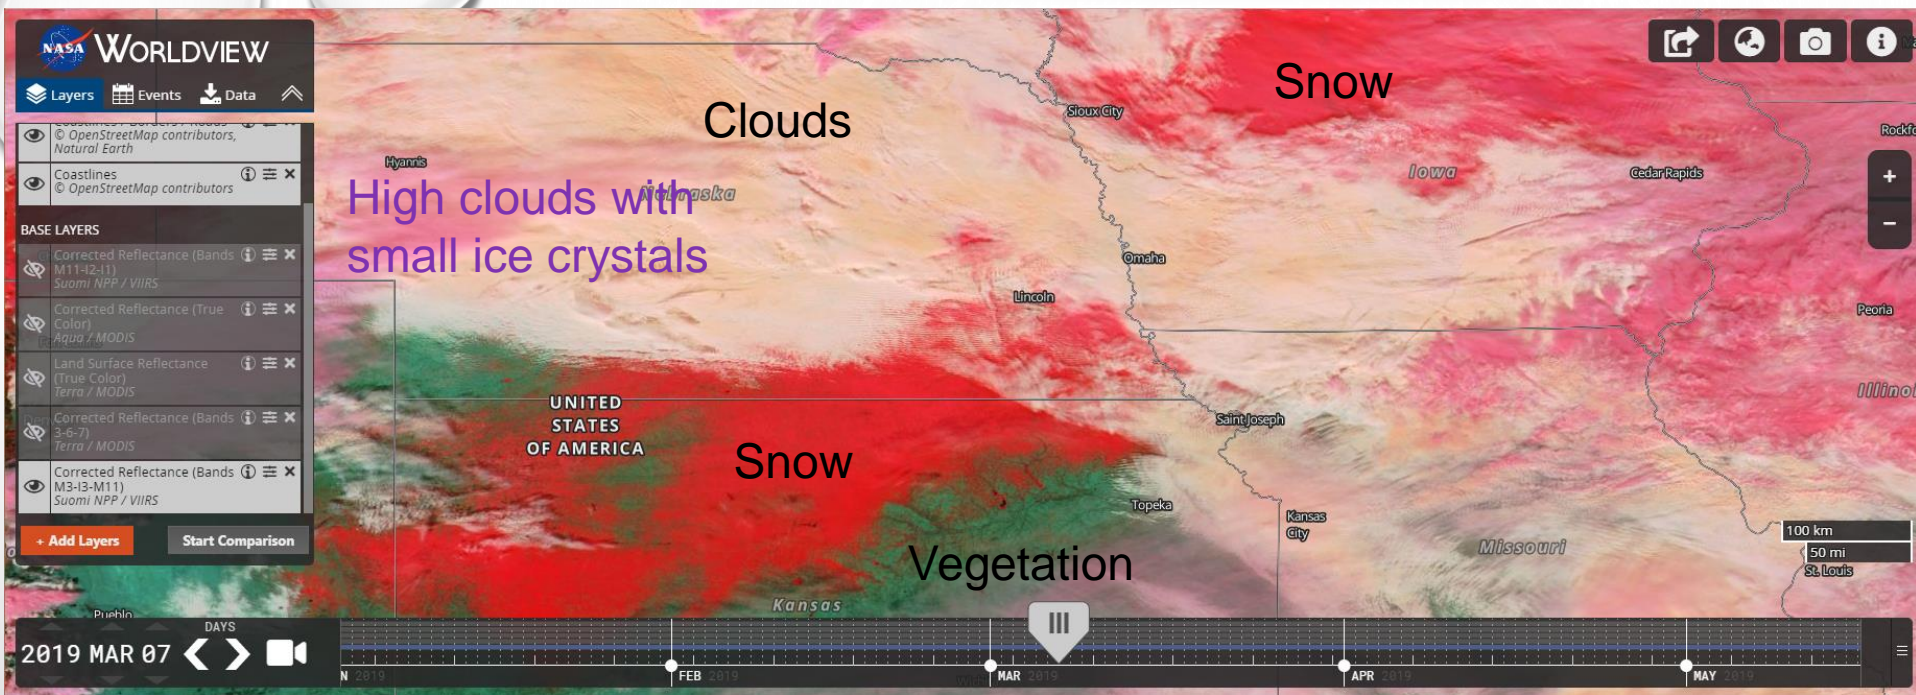 NASA WORLDVIEW
Layers Events Data
© OpenStreetMap contributors,
Natural Earth
Coastlines
© OpenStreetMap contributors
BASE LAYERS
Corrected Reflectance (Bands
M11-I2-I1)
Suomi NPP / VIIRS
Corrected Reflectance (True
Color)
Aqua / MODIS
Land Surface Reflectance
(True Color)
Terra / MODIS
Corrected Reflectance (Bands
3-6-7)
Terra / MODIS
Corrected Reflectance (Bands
M3-I3-M11)
Suomi NPP / VIIRS
+ Add Layers Start Comparison
Snow
Clouds
Sioux City
Hyannis
Iowa
Cedar Rapids
High clouds with
Nebraska
small ice crystals
Omaha
Lincoln
Peoria
UNITED
STATES
OF AMERICA
Saint Joseph
Snow
Topeka
Kansas
City
Missouri
100 km
50 mi
St. Louis
Vegetation
Kansas
Pueblo
DAYS
2019 MAR 07
FEB 2019
MAR 2019
APR 2019
MAY 2019